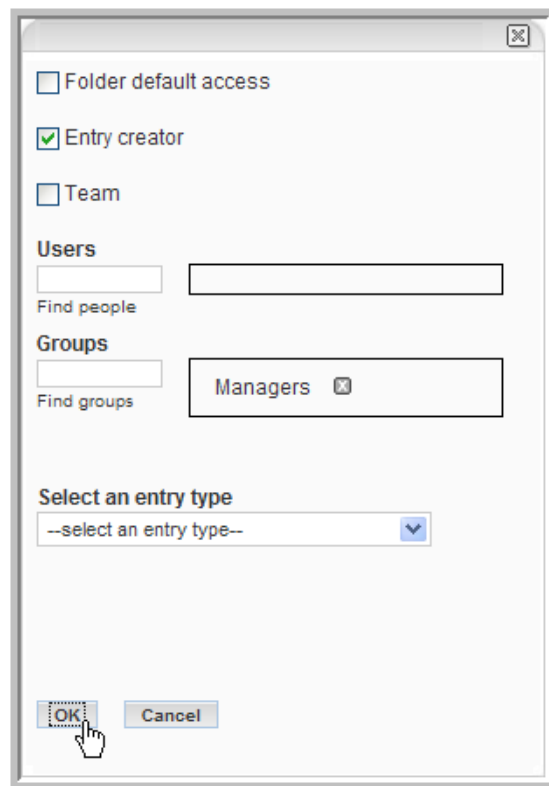 Folder default access
Entry creator
Team
Users
Find people
Groups
Managers
Find groups
Select an entry type
--select an entry type--
OK Cancel